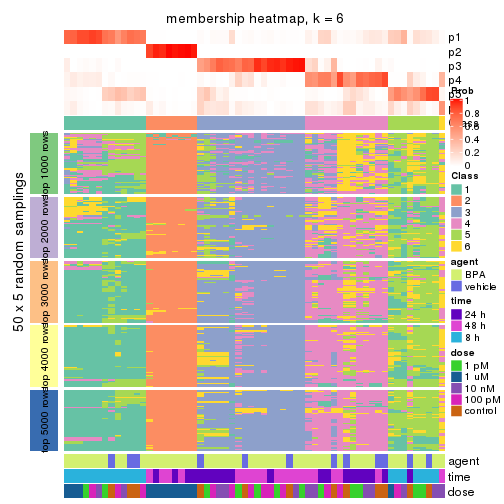 membership heatmap, k = 6
p1
p2
p3
p4
50 x 5 random samplings
top 1000 rows
top 2000 rows
top 3000 rows
top 4000 rows
top 5000 rows
agent
time
dose
Prob
1
0.8
0.6
0.4
0.2
0
Class
1
2
3
4
5
6
agent
BPA
vehicle
time
24 h
48 h
8 h
dose
1 pM
1 uM
10 nM
100 pM
control